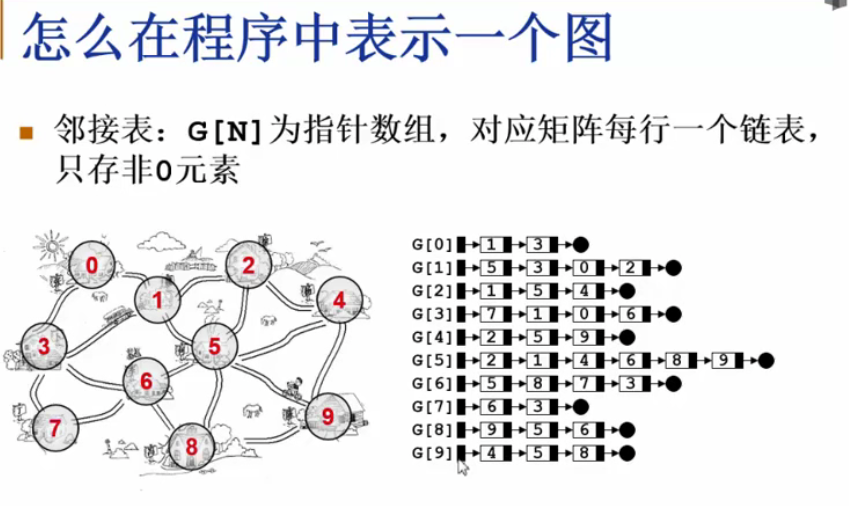 怎么在程序中表示一个图
邻接表：G[N]为指针数组，对应矩阵每行一个链表，
只存非0元素
0
2
1
4
3
5
6
7
9
8
G[0] 1 3
G[1] 5 3 0 2
G[2] 1 5 4
G[3] 7 1 0 6
G[4] 2 5 9
G[5] 2 1 4 6 8 9
G[6] 5 8 7 3
G[7] 6 3
G[8] 9 5 6
G[9] 4 5 8